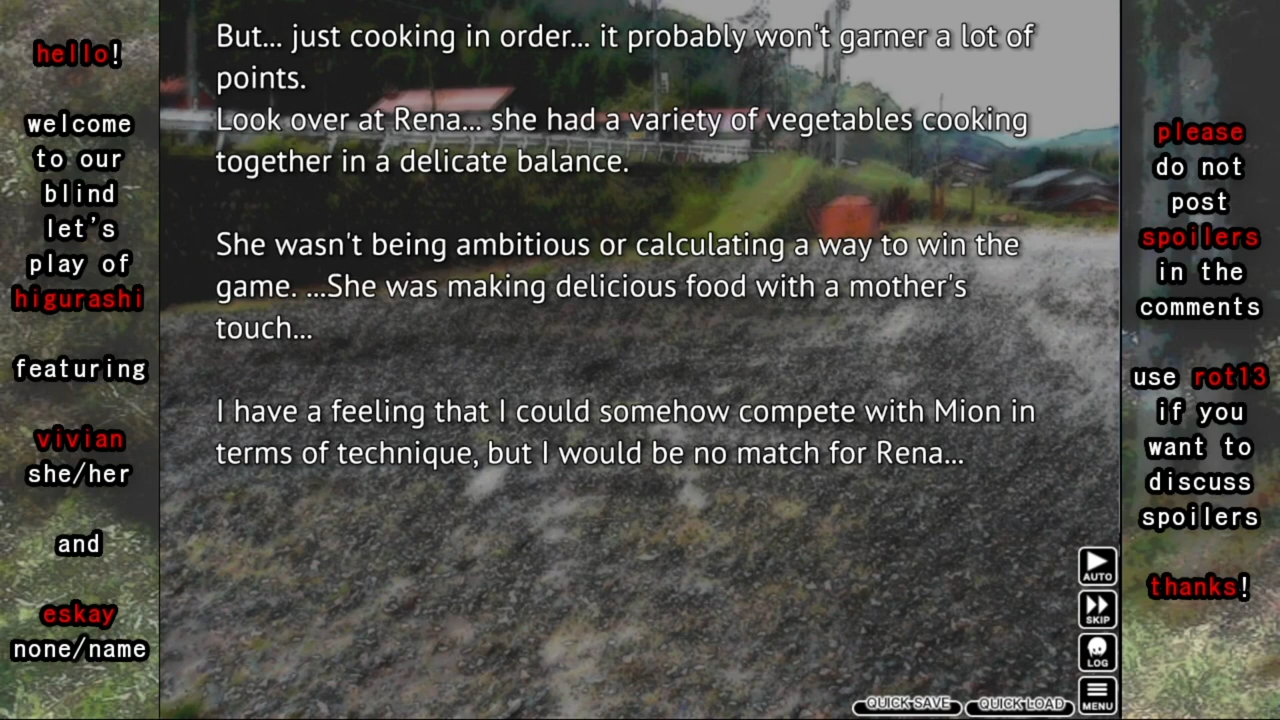 hello!
welcome
to our
blind
let's
play of
higurashi
featuring
vivian
she/her
and
eskay
none/name
But... just cooking in order... it probably won't garner a lot of
points.
Look over at Rena... she had a variety of vegetables cooking
together in a delicate balance.
She wasn't being ambitious or calculating a way to win the
game. ...She was making delicious food with a mother's
touch...
I have a feeling that I could somehow compete with Mion in
terms of technique, but I would be no match for Rena...
AUTO
SKIP
LOG
MENU
QUICK SAVE QUICK LOAD
please
do not
post
spoilers
in the
comments
use rot13
if you
want to
discuss
spoilers
thanks!